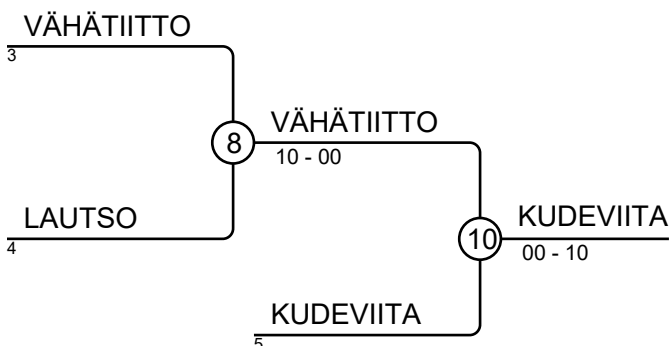 VÄHÄTIITTO
3
8
VÄHÄTIITTO
10 - 00
LAUTSO
4
10
KUDEVIITA
00 - 10
KUDEVIITA
5